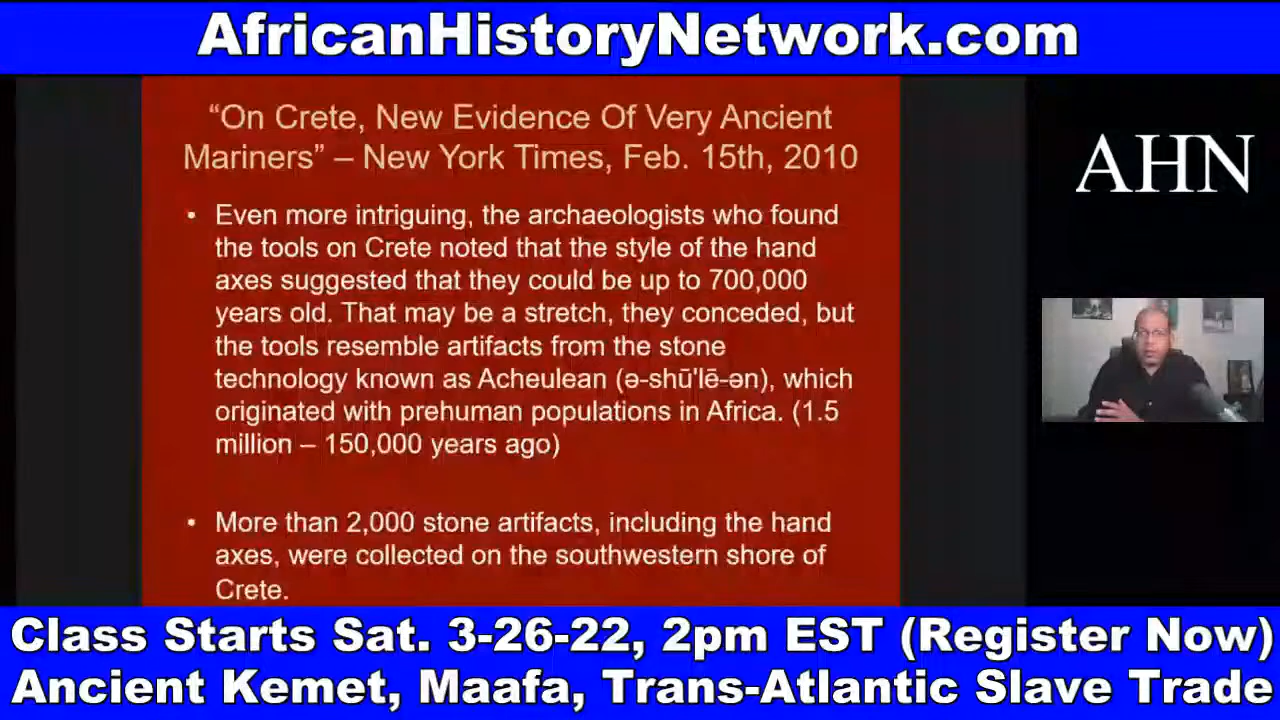 AfricanHistoryNetwork.com
“On Crete, New Evidence Of Very Ancient
Mariners” – New York Times, Feb. 15th, 2010
• Even more intriguing, the archaeologists who found
the tools on Crete noted that the style of the hand
axes suggested that they could be up to 700,000
years old. That may be a stretch, they conceded, but
the tools resemble artifacts from the stone
technology known as Acheulean (ə-shū'lē-ən), which
originated with prehuman populations in Africa. (1.5
million – 150,000 years ago)
• More than 2,000 stone artifacts, including the hand
axes, were collected on the southwestern shore of
Crete.
AHN
Class Starts Sat. 3-26-22, 2pm EST (Register Now)
Ancient Kemet, Maafa, Trans-Atlantic Slave Trade